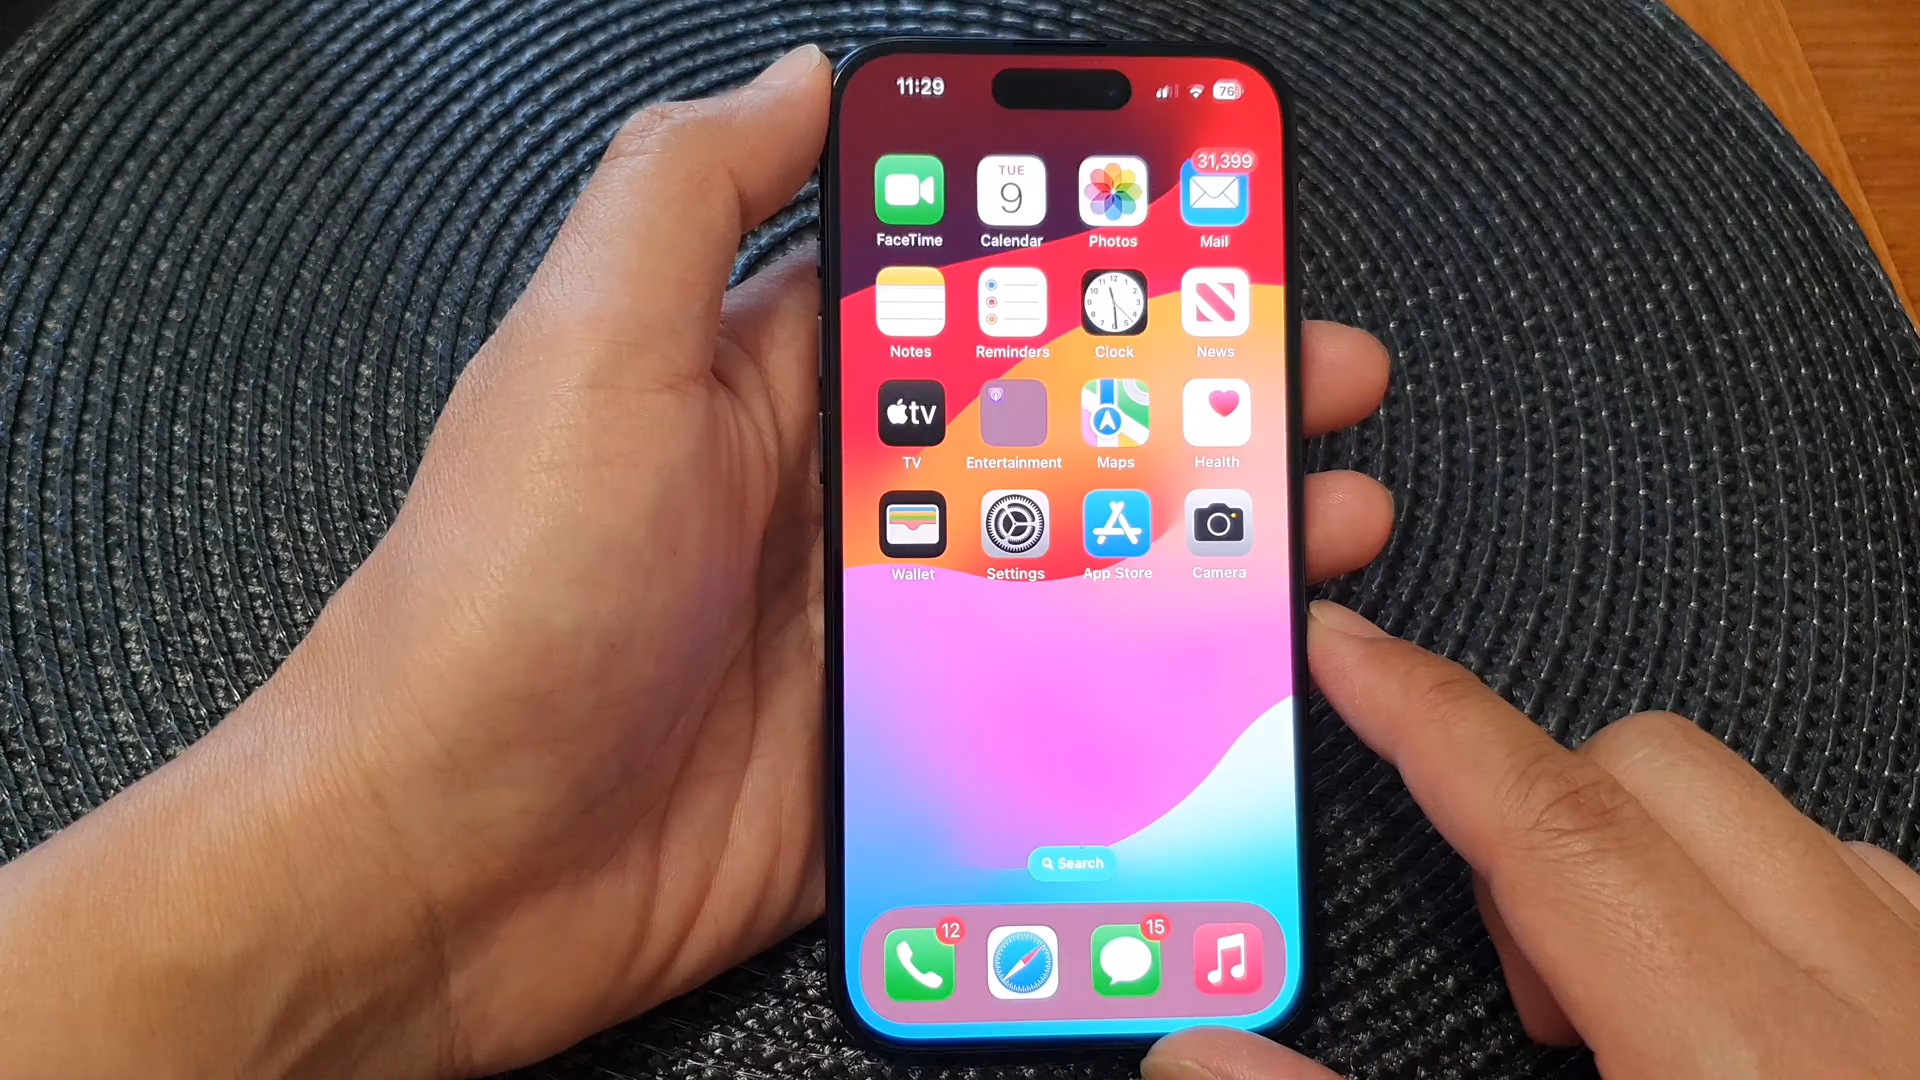 11:29 76
31,399
TUE
9
FaceTime Calendar Photos Mail
Notes Reminders Clock News
tv
TV Entertainment Maps Health
Wallet Settings App Store Camera
Search
12 15